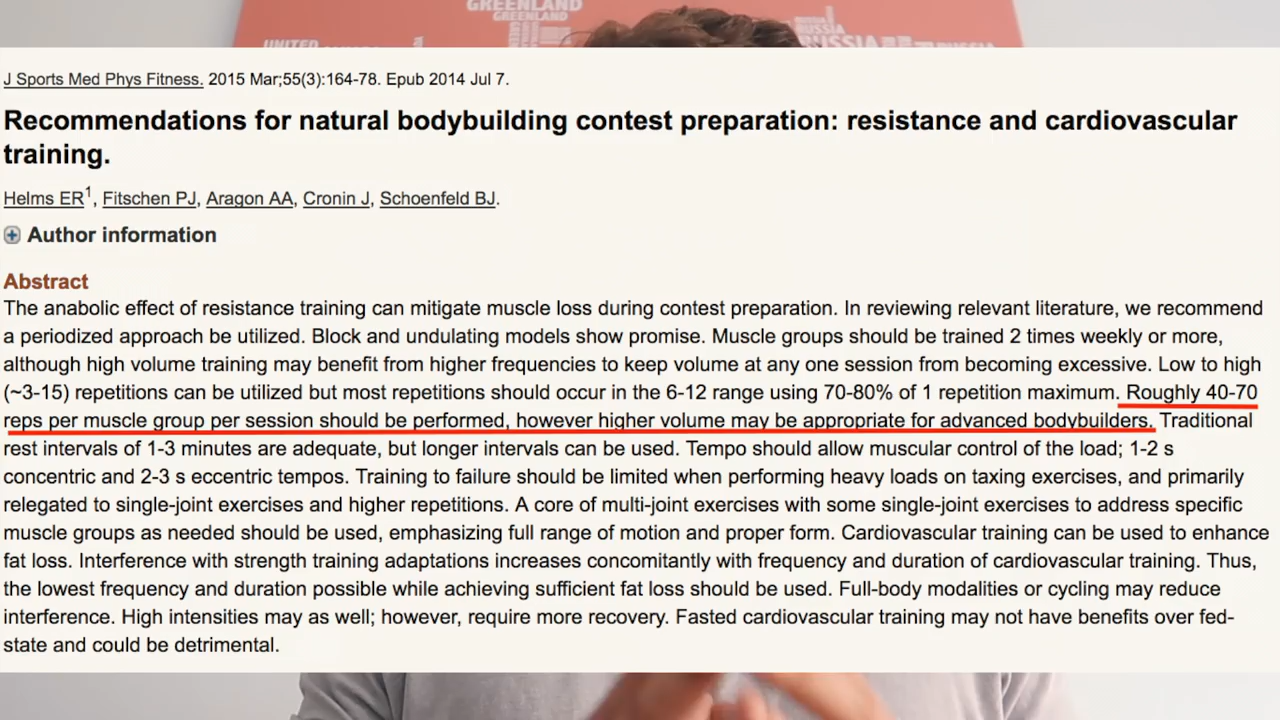 GREENLAND
GREENLAND
UNITED
RUSSIA
RUSSIA
RUSSIA
J Sports Med Phys Fitness. 2015 Mar;55(3):164-78. Epub 2014 Jul 7.
Recommendations for natural bodybuilding contest preparation: resistance and cardiovascular
training.
Helms ER1, Fitschen PJ, Aragon AA, Cronin J, Schoenfeld BJ.
Author information
Abstract
The anabolic effect of resistance training can mitigate muscle loss during contest preparation. In reviewing relevant literature, we recommend
a periodized approach be utilized. Block and undulating models show promise. Muscle groups should be trained 2 times weekly or more,
although high volume training may benefit from higher frequencies to keep volume at any one session from becoming excessive. Low to high
(~3-15) repetitions can be utilized but most repetitions should occur in the 6-12 range using 70-80% of 1 repetition maximum. Roughly 40-70
reps per muscle group per session should be performed, however higher volume may be appropriate for advanced bodybuilders. Traditional
rest intervals of 1-3 minutes are adequate, but longer intervals can be used. Tempo should allow muscular control of the load; 1-2 s
concentric and 2-3 s eccentric tempos. Training to failure should be limited when performing heavy loads on taxing exercises, and primarily
relegated to single-joint exercises and higher repetitions. A core of multi-joint exercises with some single-joint exercises to address specific
muscle groups as needed should be used, emphasizing full range of motion and proper form. Cardiovascular training can be used to enhance
fat loss. Interference with strength training adaptations increases concomitantly with frequency and duration of cardiovascular training. Thus,
the lowest frequency and duration possible while achieving sufficient fat loss should be used. Full-body modalities or cycling may reduce
interference. High intensities may as well; however, require more recovery. Fasted cardiovascular training may not have benefits over fed-
state and could be detrimental.